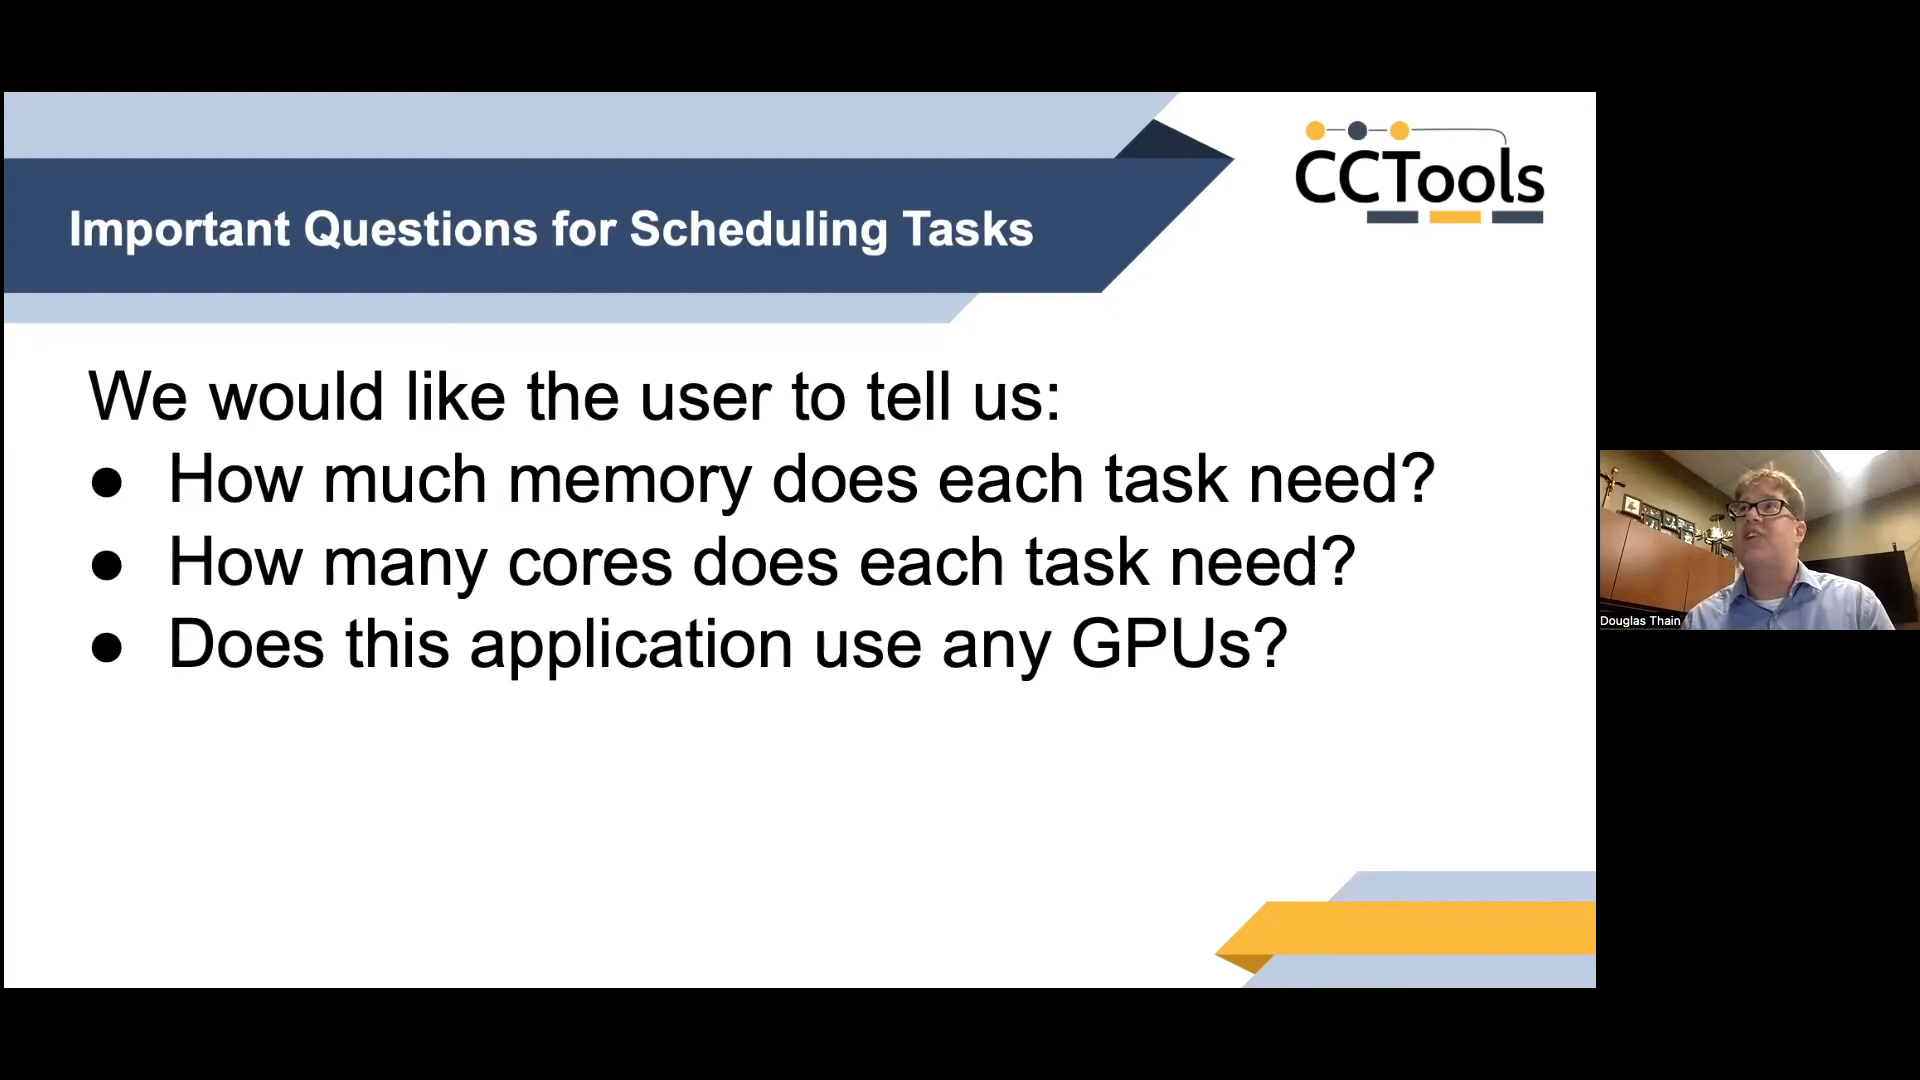 CCTools
Important Questions for Scheduling Tasks
We would like the user to tell us:
● How much memory does each task need?
● How many cores does each task need?
● Does this application use any GPUs?
Douglas Thain